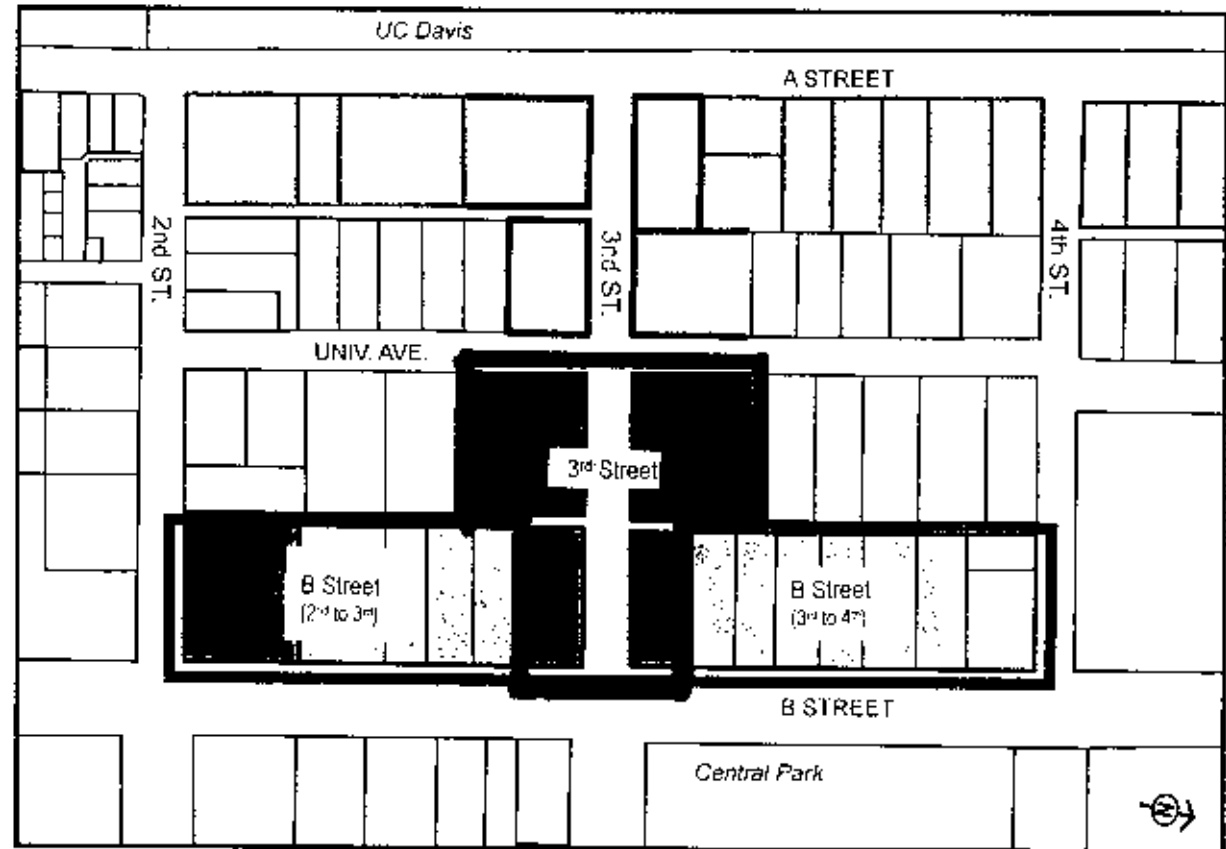 UC Davis
A STREET
2nd ST.
3nd ST.
4th ST.
UNIV. AVE.
3rd Street
B Street
(2nd to 3rd)
B Street
(3rd to 4th)
B STREET
Central Park
N